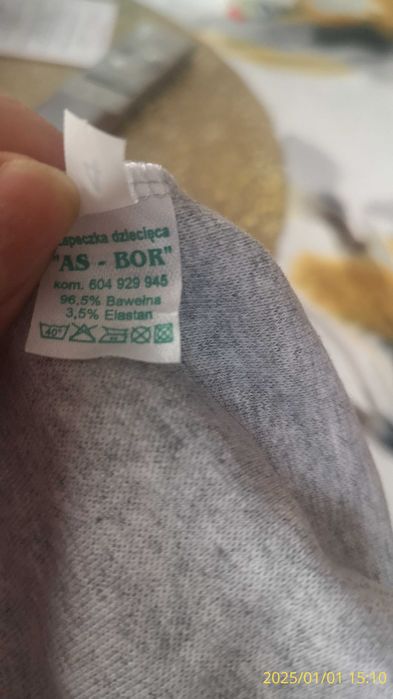 czapeczka dziecięca
"AS - BOR"
kom. 604 929 945
96,5% Bawełna
3,5% Elastan
40°
2025/01/01 15:10